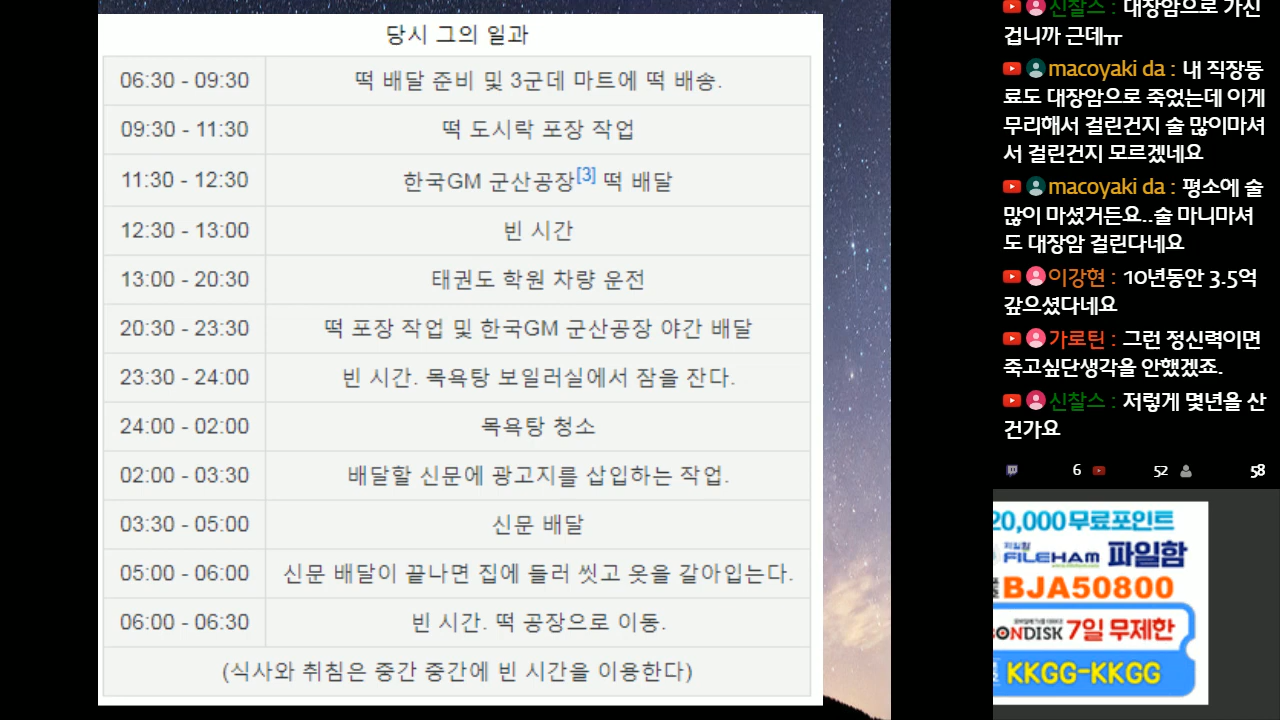 당시 그의 일과
06:30 - 09:30 떡 배달 준비 및 3군데 마트에 떡 배송.
09:30 - 11:30 떡 도시락 포장 작업
11:30 - 12:30 한국GM 군산공장[3] 떡 배달
12:30 - 13:00 빈 시간
13:00 - 20:30 태권도 학원 차량 운전
20:30 - 23:30 떡 포장 작업 및 한국GM 군산공장 야간 배달
23:30 - 24:00 빈 시간. 목욕탕 보일러실에서 잠을 잔다.
24:00 - 02:00 목욕탕 청소
02:00 - 03:30 배달할 신문에 광고지를 삽입하는 작업.
03:30 - 05:00 신문 배달
05:00 - 06:00 신문 배달이 끝나면 집에 들러 씻고 옷을 갈아입는다.
06:00 - 06:30 빈 시간. 떡 공장으로 이동.
(식사와 취침은 중간 중간에 빈 시간을 이용한다)
신찰스 : 대장암으로 가신
겁니까 근데ㅠ
macoyaki da : 내 직장동
료도 대장암으로 죽었는데 이게
무리해서 걸린건지 술 많이마셔
서 걸린건지 모르겠네요
macoyaki da : 평소에 술
많이 마셨거든요..술 마니마셔
도 대장암 걸린다네요
이강현 : 10년동안 3.5억
갚으셨다네요
가로틴 : 그런 정신력이면
죽고싶단생각을 안했겠죠.
신찰스 : 저렇게 몇년을 산
건가요
6 52 58
20,000무료포인트
FILEHAM 파일함
BJA50800
ONDISK 7일 무제한
KKGG-KKGG